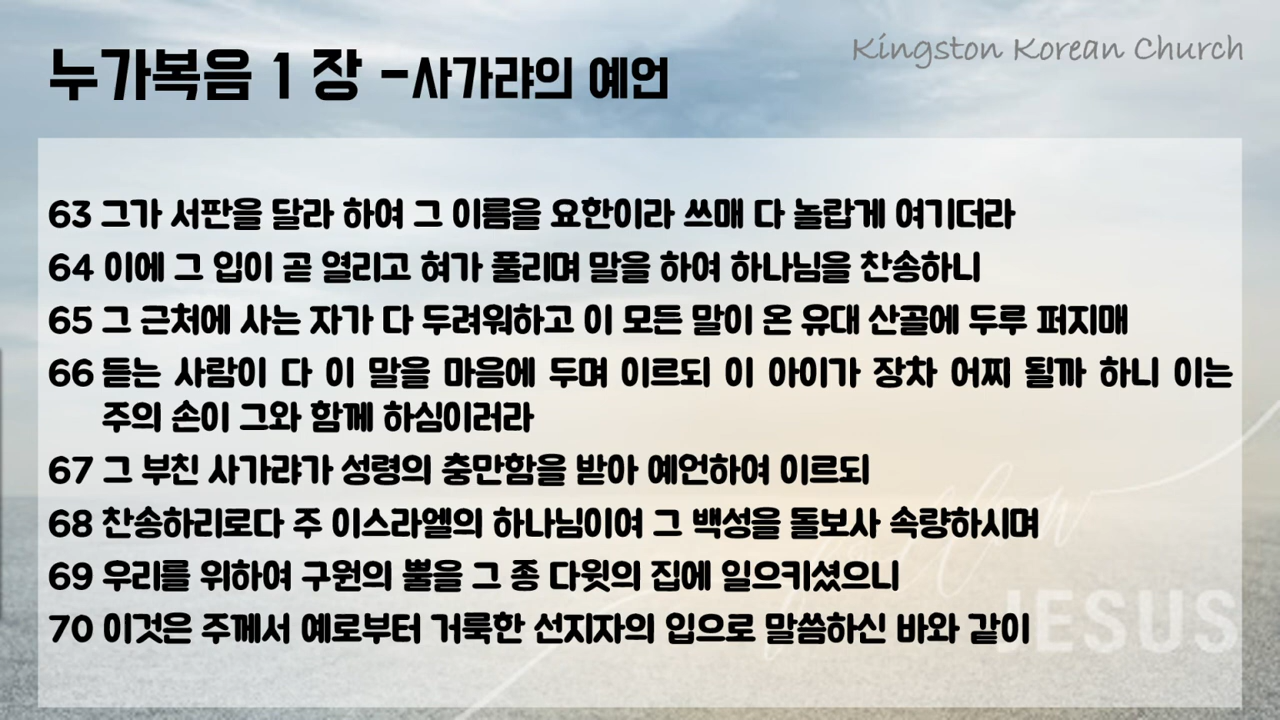 누가복음 1 장 -사가랴의 예언
Kingston Korean Church
63 그가 서판을 달라 하여 그 이름을 요한이라 쓰매 다 놀랍게 여기더라
64 이에 그 입이 곧 열리고 혀가 풀리며 말을 하여 하나님을 찬송하니
65 그 근처에 사는 자가 다 두려워하고 이 모든 말이 온 유대 산골에 두루 퍼지매
66 듣는 사람이 다 이 말을 마음에 두며 이르되 이 아이가 장차 어찌 될까 하니 이는
주의 손이 그와 함께 하심이러라
67 그 부친 사가랴가 성령의 충만함을 받아 예언하여 이르되
68 찬송하리로다 주 이스라엘의 하나님이여 그 백성을 돌보사 속량하시며
69 우리를 위하여 구원의 뿔을 그 종 다윗의 집에 일으키셨으니
70 이것은 주께서 예로부터 거룩한 선지자의 입으로 말씀하신 바와 같이
follow
JESUS